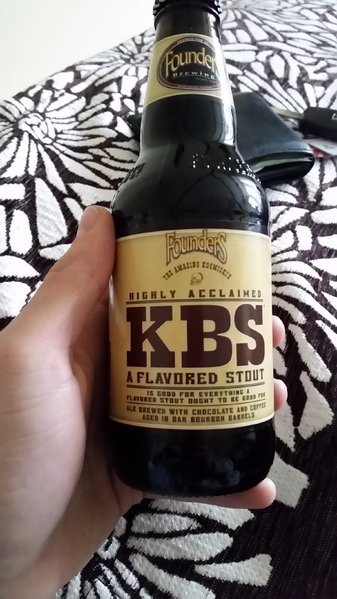 Founders
Brewing
Founders
THE AMAZING KOSMICKET
HIGHLY ACCLAIMED
KBS
A FLAVORED STOUT
IS GOOD FOR EVERYTHING A
FLAVORED STOUT OUGHT TO BE GOOD FOR
ALE BREWED WITH CHOCOLATE AND COFFEE
AGED IN OAK BOURBON BARRELS